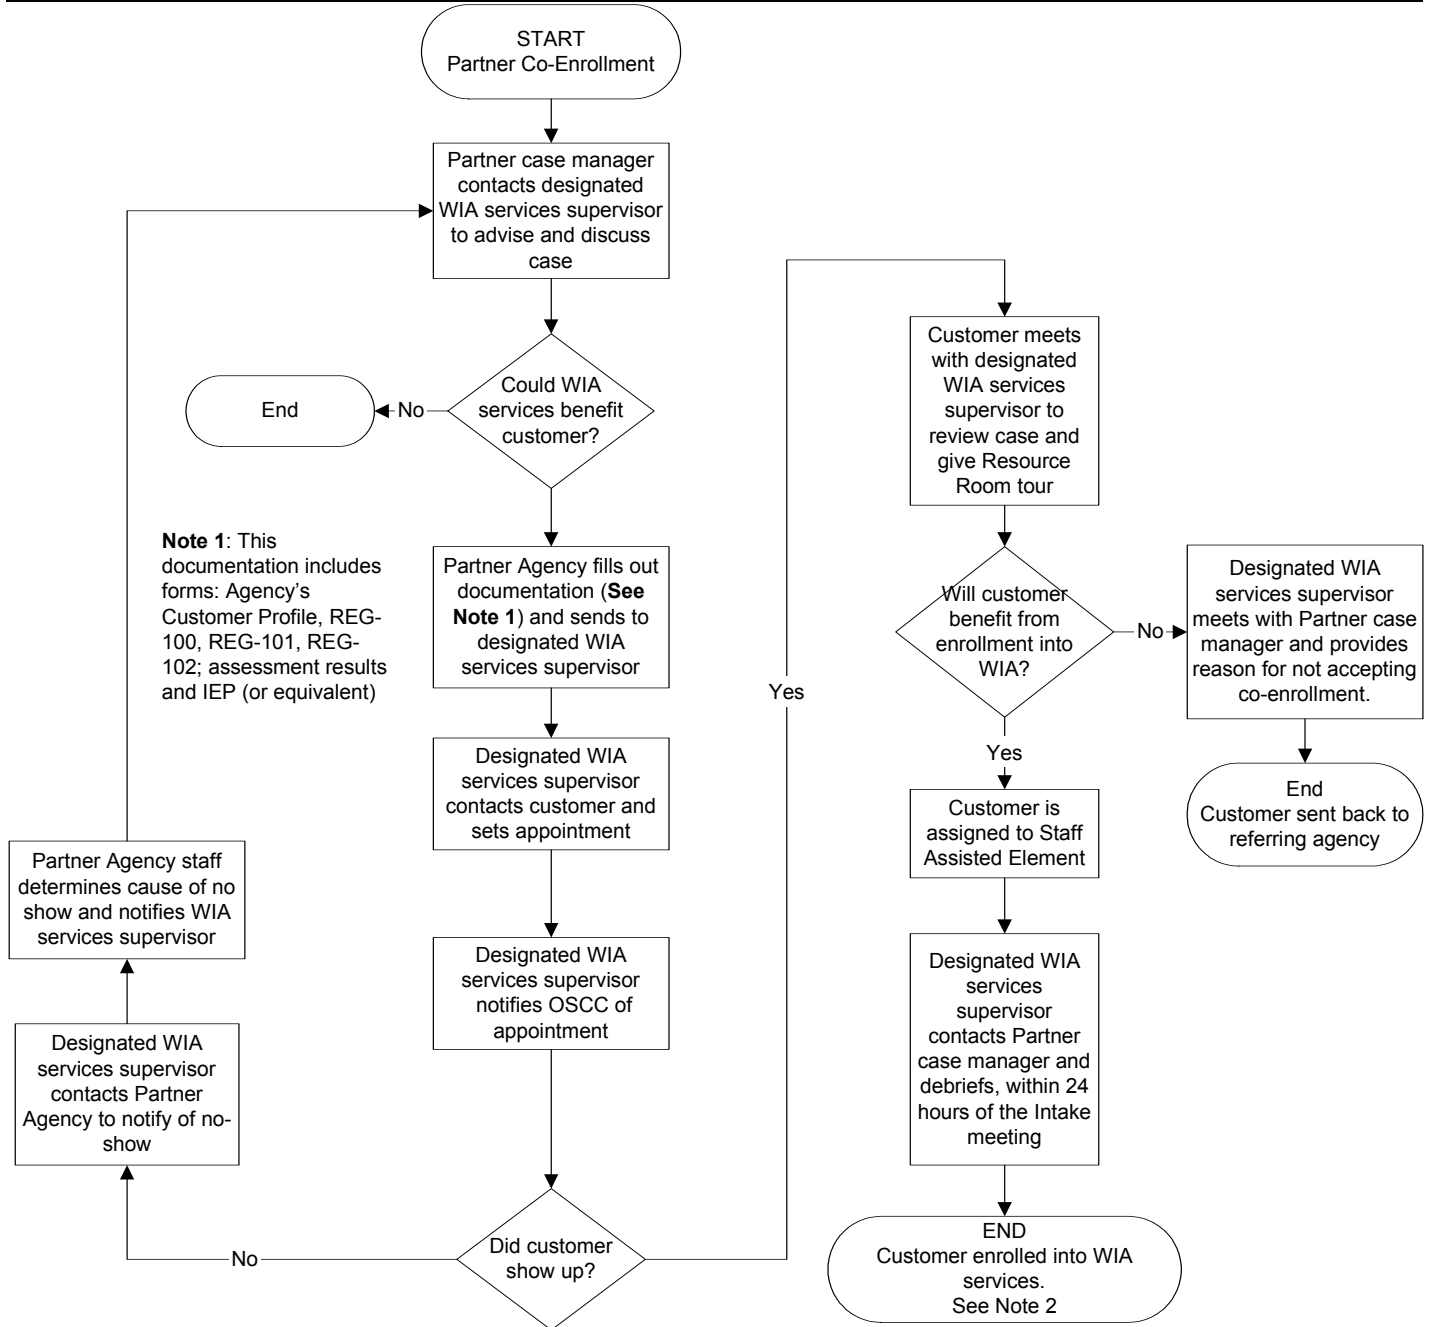 START
Partner Co-Enrollment
Partner case manager
contacts designated
WIA services supervisor
to advise and discuss
case
Could WIA
services benefit
customer?
No
End
Note 1: This
documentation includes
forms: Agency’s
Customer Profile, REG-
100, REG-101, REG-
102; assessment results
and IEP (or equivalent)
Partner Agency fills out
documentation (See
Note 1) and sends to
designated WIA
services supervisor
Designated WIA
services supervisor
contacts customer and
sets appointment
Designated WIA
services supervisor
notifies OSCC of
appointment
Did customer
show up?
No
Designated WIA
services supervisor
contacts Partner
Agency to notify of no-
show
Partner Agency staff
determines cause of no
show and notifies WIA
services supervisor
Yes
Customer meets
with designated
WIA services
supervisor to
review case and
give Resource
Room tour
Will customer
benefit from
enrollment into
WIA?
No
Designated WIA
services supervisor
meets with Partner case
manager and provides
reason for not accepting
co-enrollment.
End
Customer sent back to
referring agency
Yes
Customer is
assigned to Staff
Assisted Element
Designated WIA
services
supervisor
contacts Partner
case manager and
debriefs, within 24
hours of the Intake
meeting
END
Customer enrolled into WIA
services.
See Note 2